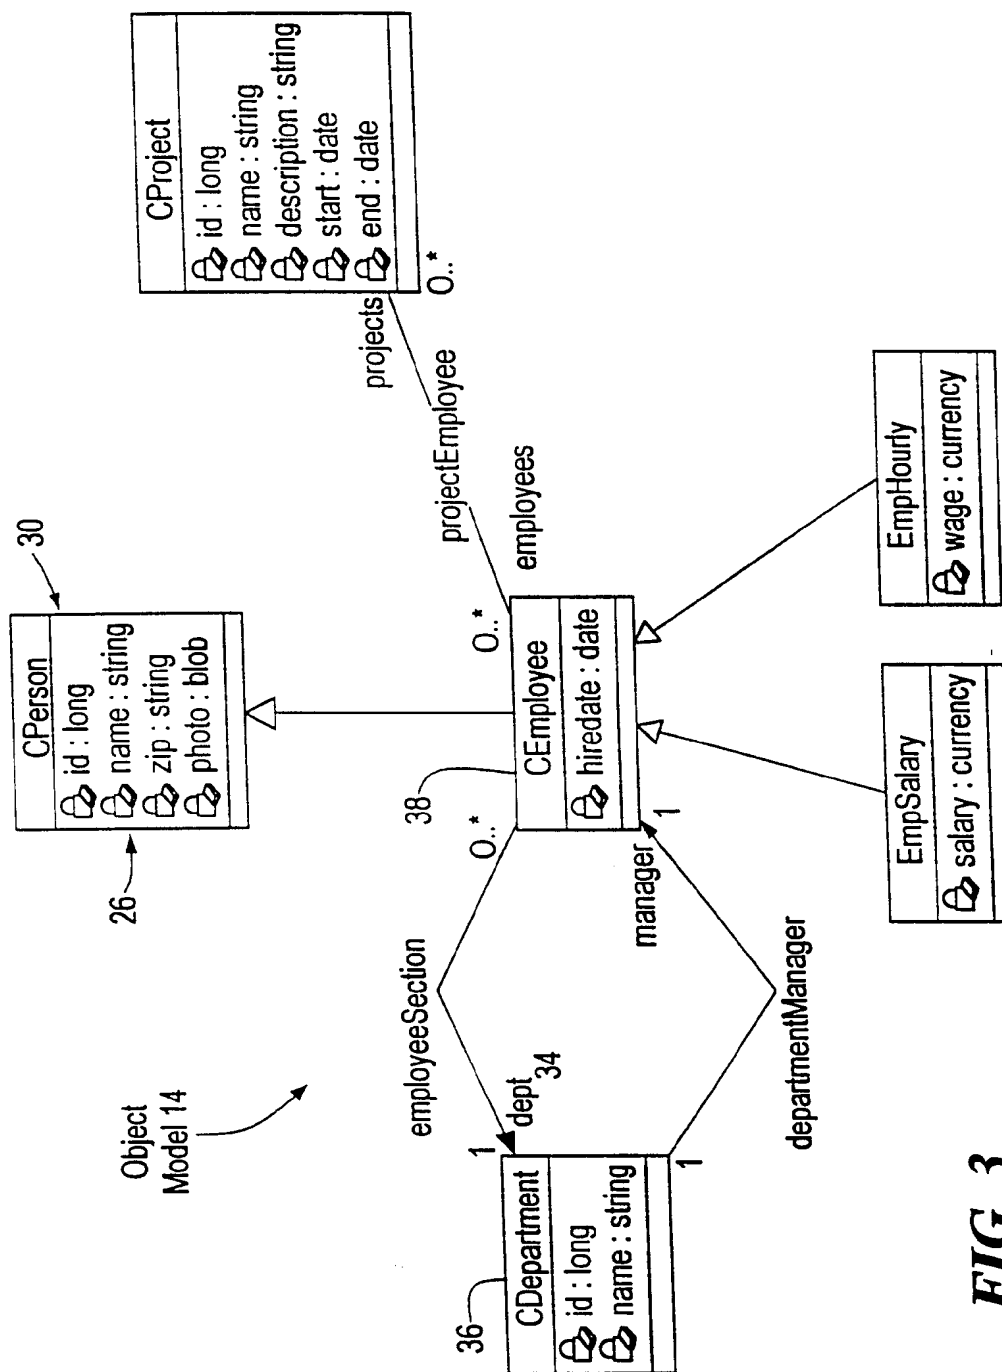 Object
Model 14
26
30
CPerson
id : long
name : string
zip : string
photo : blob
CProject
id : long
name : string
description : string
start : date
end : date
projects
0..*
projectEmployee
employees
0..*
employeeSection
0..*
38
CEmployee
hiredate : date
36
CDepartment
id : long
name : string
1
dept
34
1
manager
1
departmentManager
EmpSalary
salary : currency
EmpHourly
wage : currency
FIG. 3